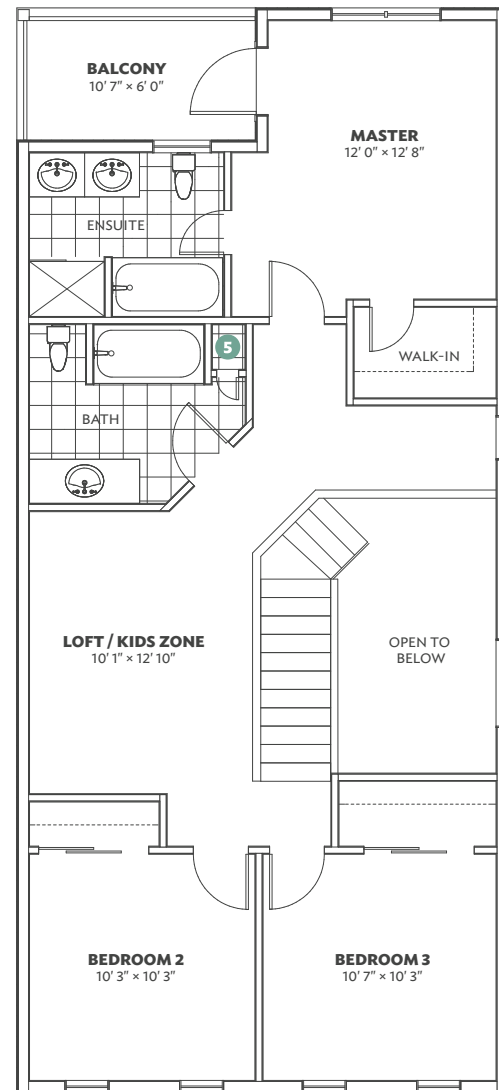 BALCONY
10' 7" × 6' 0"
MASTER
12' 0" × 12' 8"
ENSUITE
5
WALK-IN
BATH
LOFT / KIDS ZONE
10' 1" × 12' 10"
OPEN TO
BELOW
BEDROOM 2
10' 3" × 10' 3"
BEDROOM 3
10' 7" × 10' 3"